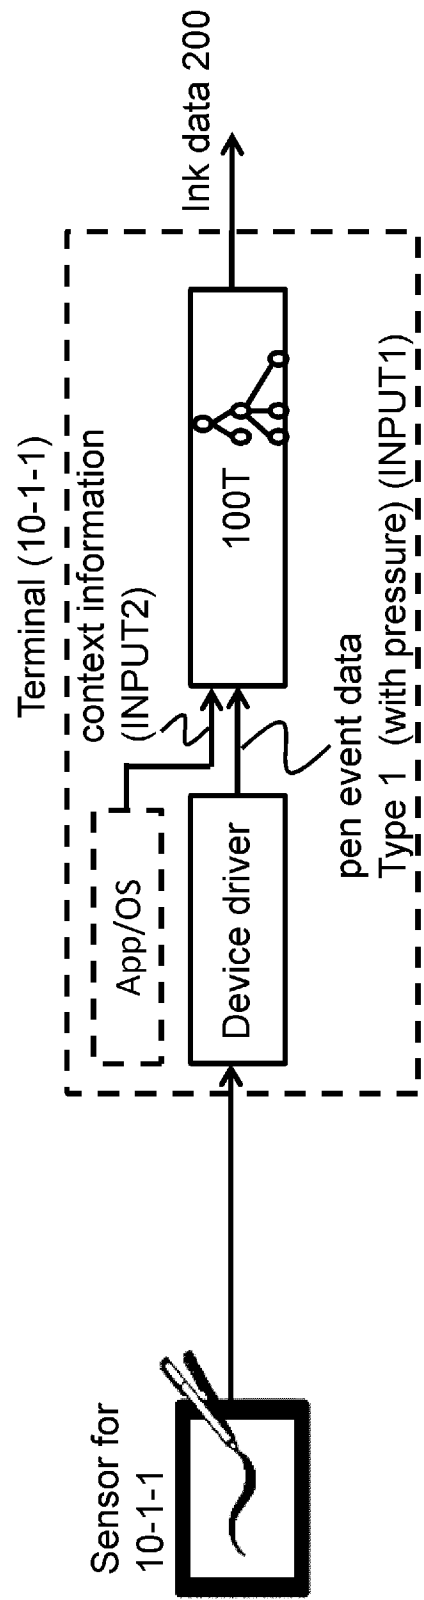 Sensor for
10-1-1
Terminal (10-1-1)
App/OS
context information
(INPUT2)
Device driver
pen event data
Type 1 (with pressure) (INPUT1)
100T
Ink data 200